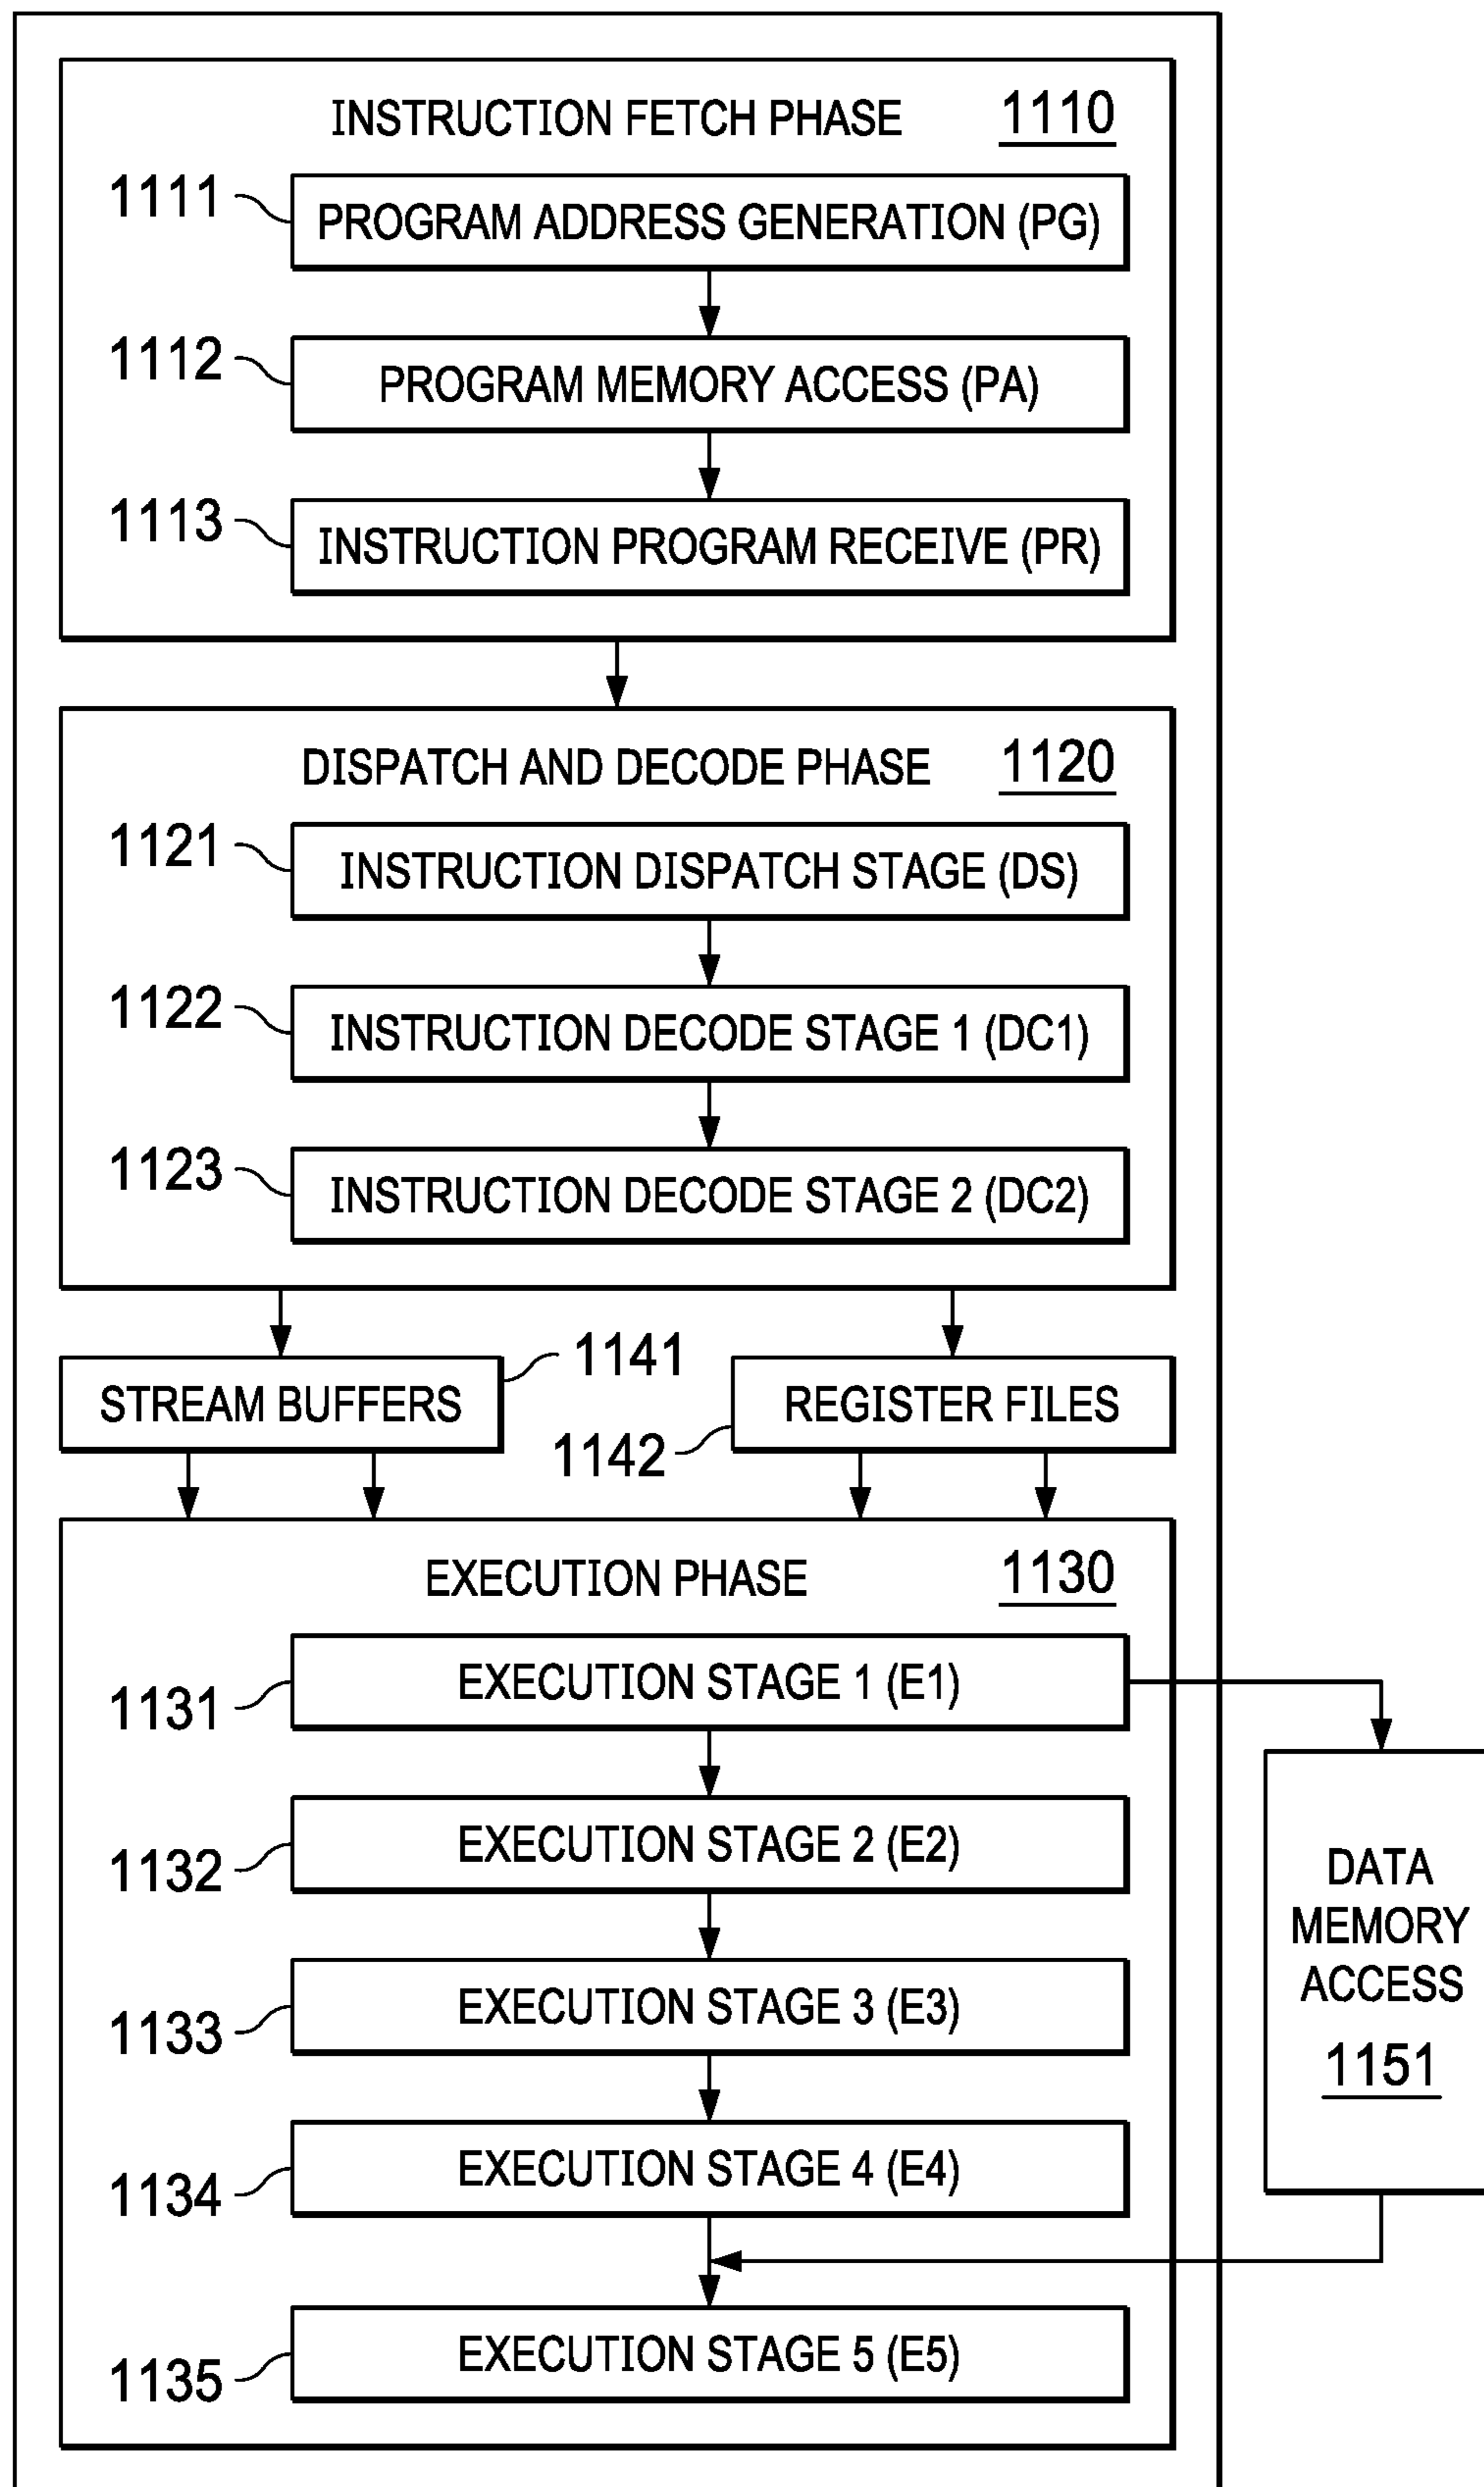 INSTRUCTION FETCH PHASE 1110
1111 PROGRAM ADDRESS GENERATION (PG)
1112 PROGRAM MEMORY ACCESS (PA)
1113 INSTRUCTION PROGRAM RECEIVE (PR)
DISPATCH AND DECODE PHASE 1120
1121 INSTRUCTION DISPATCH STAGE (DS)
1122 INSTRUCTION DECODE STAGE 1 (DC1)
1123 INSTRUCTION DECODE STAGE 2 (DC2)
STREAM BUFFERS
1141
1142
REGISTER FILES
EXECUTION PHASE 1130
1131 EXECUTION STAGE 1 (E1)
1132 EXECUTION STAGE 2 (E2)
1133 EXECUTION STAGE 3 (E3)
1134 EXECUTION STAGE 4 (E4)
1135 EXECUTION STAGE 5 (E5)
DATA
MEMORY
ACCESS
1151